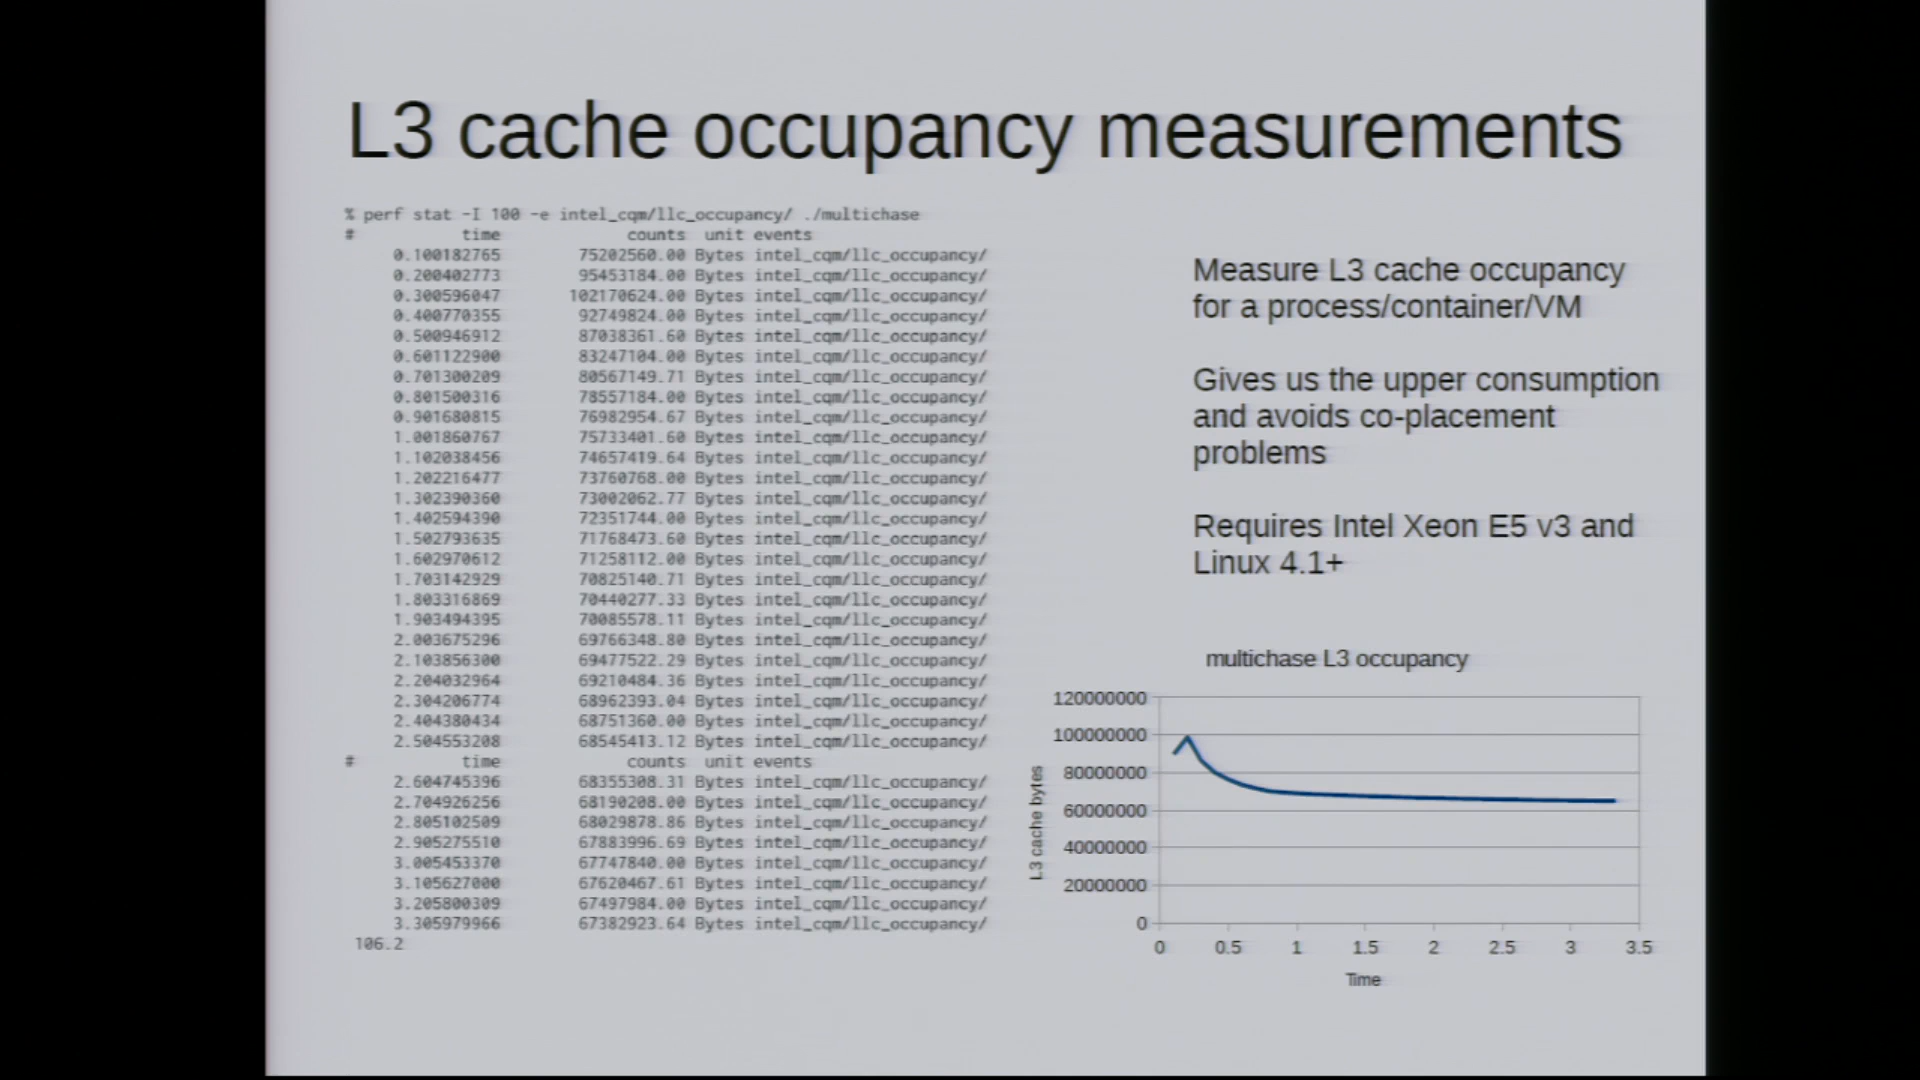 L3 cache occupancy measurements
% perf stat -I 100 -e intel_cqm/llc_occupancy/ ./multichase
# time counts unit events
0.100182765 75202560.00 Bytes intel_cqm/llc_occupancy/
0.200402773 95453184.00 Bytes intel_cqm/llc_occupancy/
0.300596047 102170624.00 Bytes intel_cqm/llc_occupancy/
0.400770355 92749824.00 Bytes intel_cqm/llc_occupancy/
0.500946912 87038361.60 Bytes intel_cqm/llc_occupancy/
0.601122900 83247104.00 Bytes intel_cqm/llc_occupancy/
0.701300209 80567149.71 Bytes intel_cqm/llc_occupancy/
0.801500316 78557184.00 Bytes intel_cqm/llc_occupancy/
0.901680815 76982954.67 Bytes intel_cqm/llc_occupancy/
1.001860767 75733401.60 Bytes intel_cqm/llc_occupancy/
1.102038456 74657419.64 Bytes intel_cqm/llc_occupancy/
1.202216477 73760768.00 Bytes intel_cqm/llc_occupancy/
1.302390360 73002062.77 Bytes intel_cqm/llc_occupancy/
1.402594390 72351744.00 Bytes intel_cqm/llc_occupancy/
1.502793635 71768473.60 Bytes intel_cqm/llc_occupancy/
1.602970612 71258112.00 Bytes intel_cqm/llc_occupancy/
1.703142929 70825140.71 Bytes intel_cqm/llc_occupancy/
1.803316869 70440277.33 Bytes intel_cqm/llc_occupancy/
1.903494395 70085578.11 Bytes intel_cqm/llc_occupancy/
2.003675296 69766348.80 Bytes intel_cqm/llc_occupancy/
2.103856300 69477522.29 Bytes intel_cqm/llc_occupancy/
2.204032964 69210484.36 Bytes intel_cqm/llc_occupancy/
2.304206774 68962393.04 Bytes intel_cqm/llc_occupancy/
2.404380434 68751360.00 Bytes intel_cqm/llc_occupancy/
2.504553208 68545413.12 Bytes intel_cqm/llc_occupancy/
# time counts unit events
2.604745396 68355308.31 Bytes intel_cqm/llc_occupancy/
2.704926256 68190208.00 Bytes intel_cqm/llc_occupancy/
2.805102509 68029878.86 Bytes intel_cqm/llc_occupancy/
2.905275510 67883996.69 Bytes intel_cqm/llc_occupancy/
3.005453370 67747840.00 Bytes intel_cqm/llc_occupancy/
3.105627000 67620467.61 Bytes intel_cqm/llc_occupancy/
3.205800309 67497984.00 Bytes intel_cqm/llc_occupancy/
3.305979966 67382923.64 Bytes intel_cqm/llc_occupancy/
106.2
Measure L3 cache occupancy
for a process/container/VM
Gives us the upper consumption
and avoids co-placement
problems
Requires Intel Xeon E5 v3 and
Linux 4.1+
multichase L3 occupancy
120000000
100000000
80000000
60000000
40000000
20000000
0
L3 cache bytes
0 0.5 1 1.5 2 2.5 3 3.5
Time